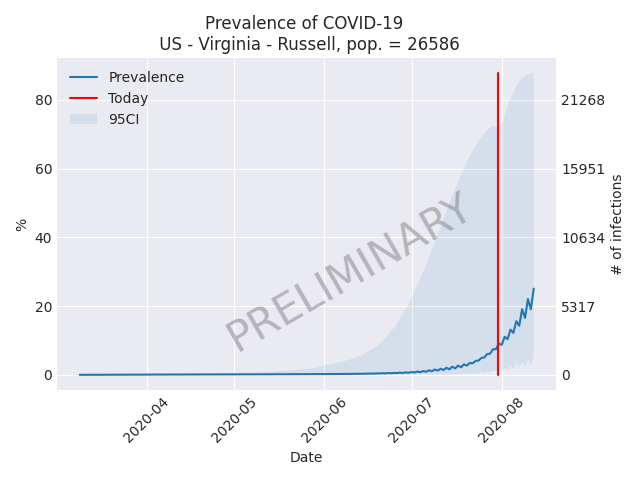 Prevalence of COVID-19
US - Virginia - Russell, pop. = 26586
Prevalence
Today
95CI
80
60
40
20
0
%
21268
15951
10634
5317
0
# of infections
PRELIMINARY
2020-04
2020-05
2020-06
2020-07
2020-08
Date